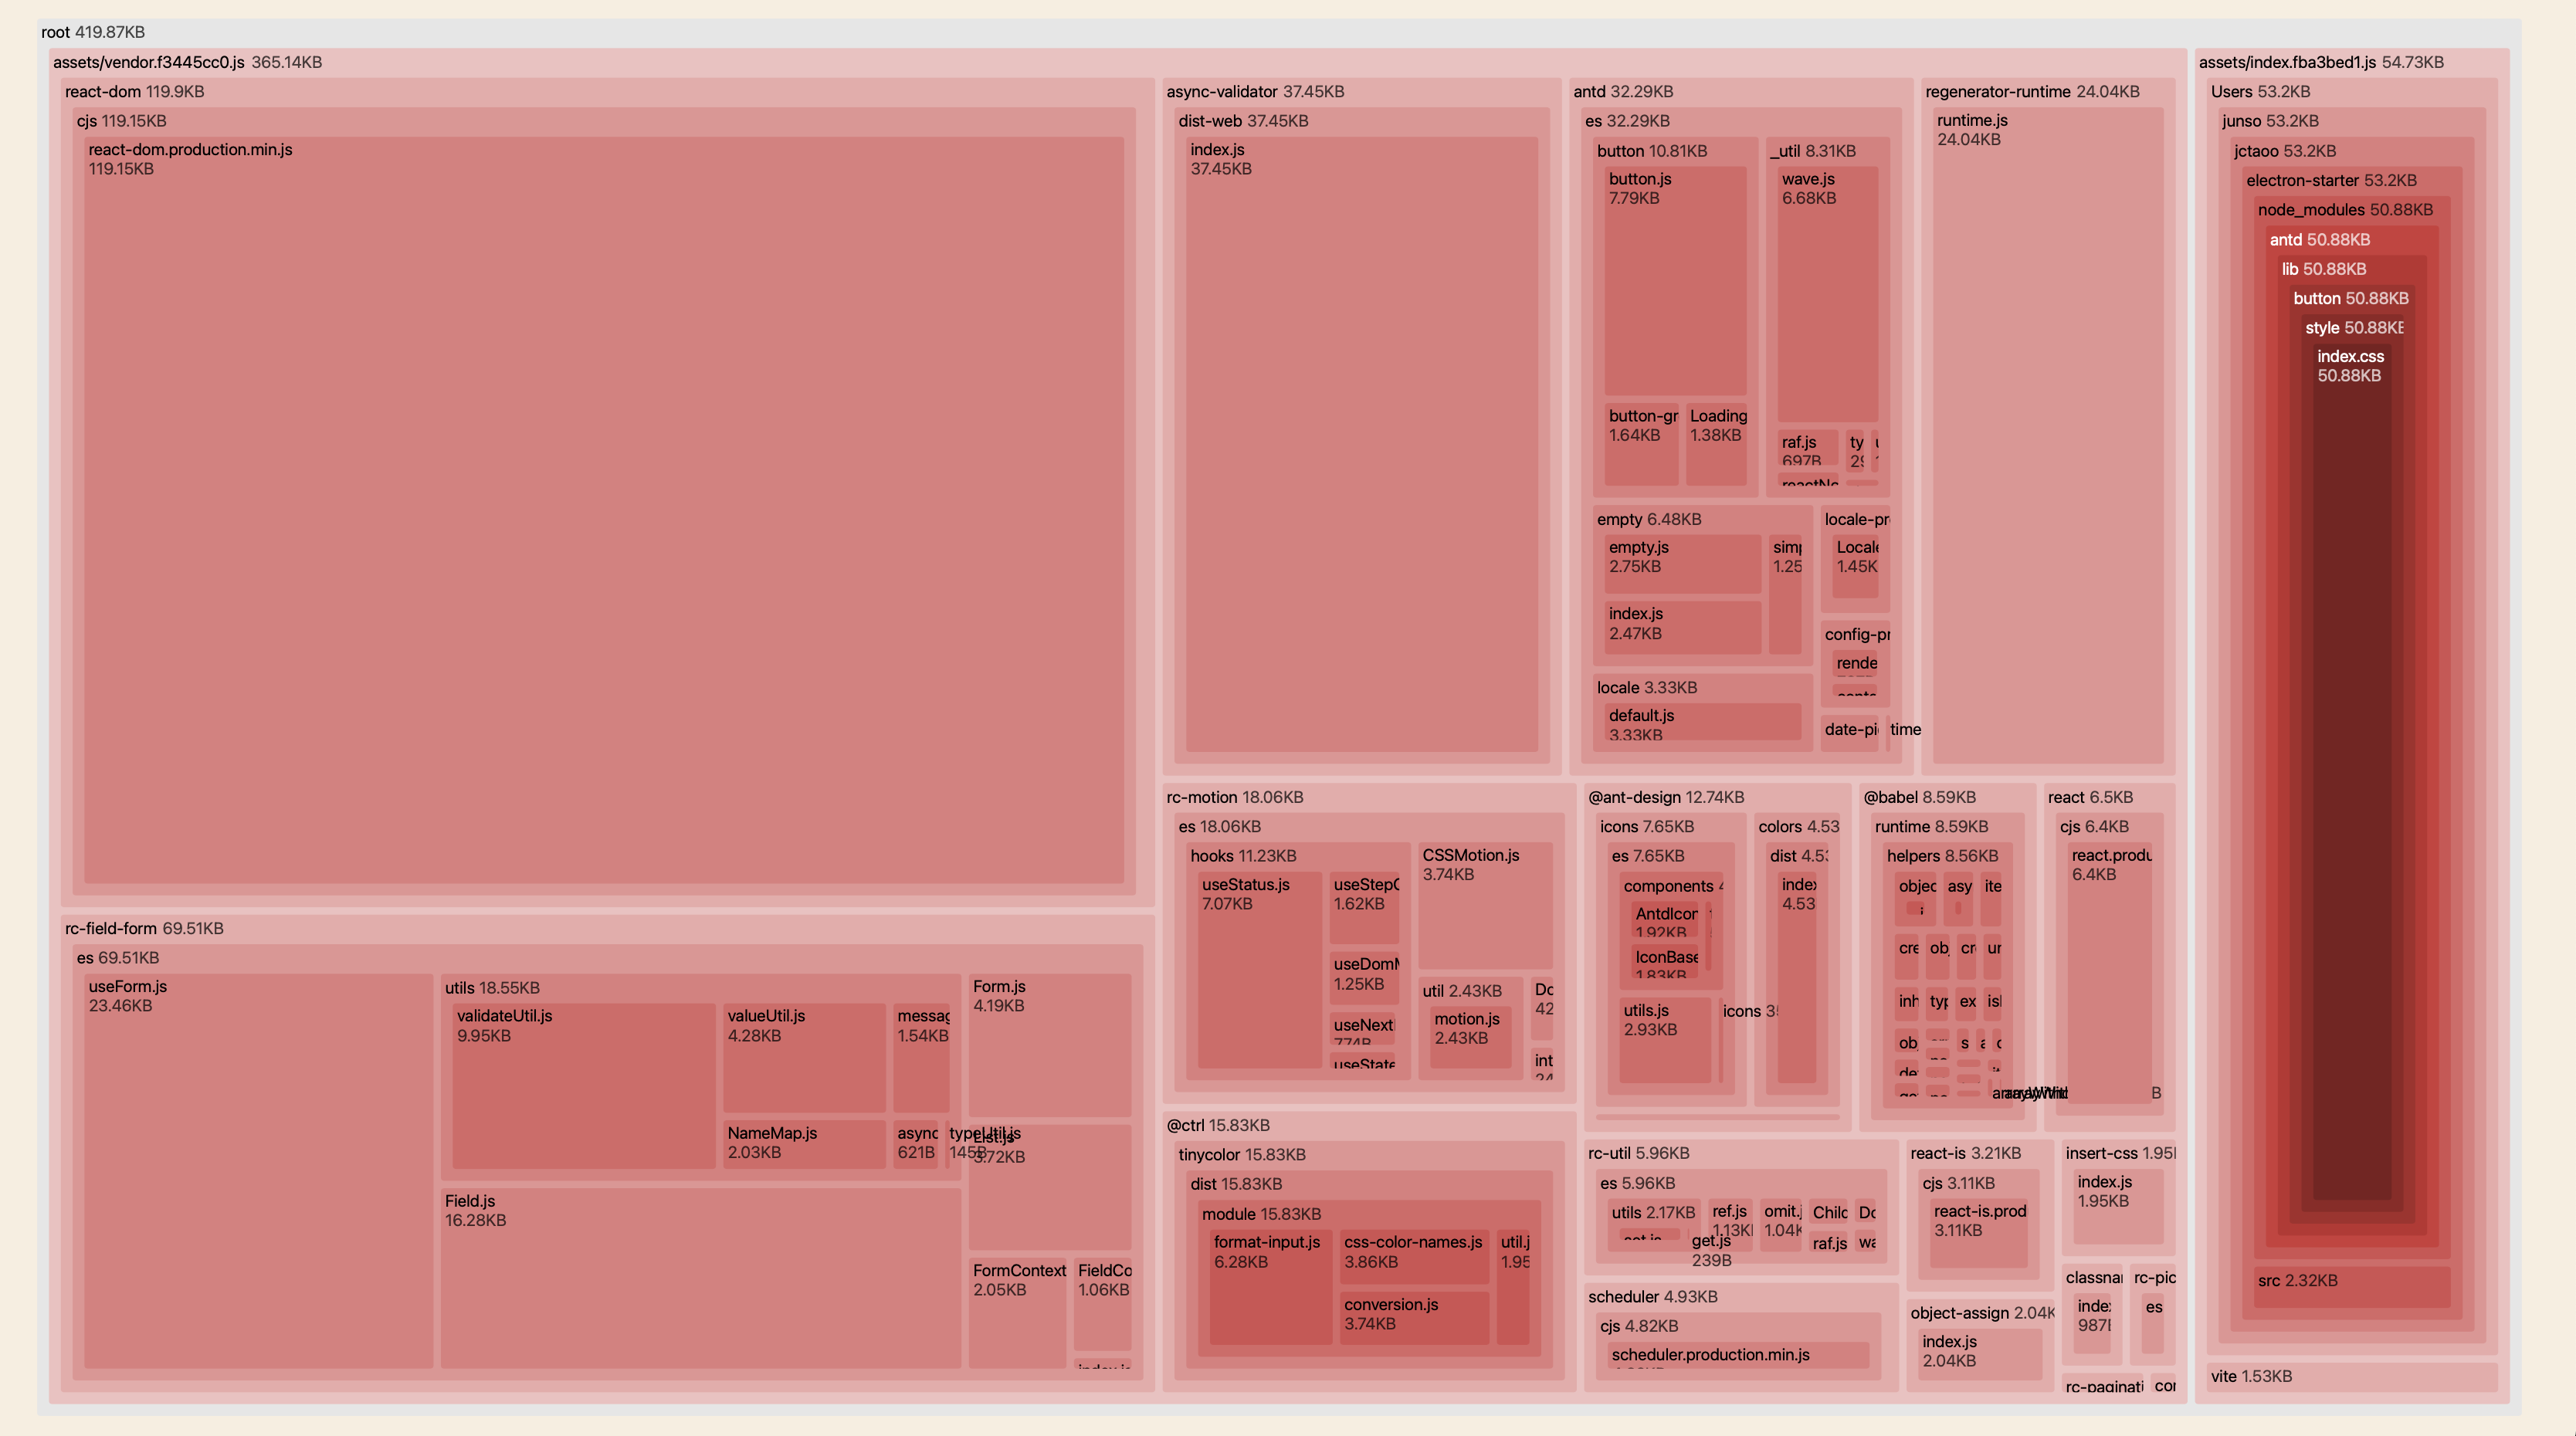 root 419.87KB
assets/vendor.f3445cc0.js 365.14KB
react-dom 119.9KB
cjs 119.15KB
react-dom.production.min.js
119.15KB
rc-field-form 69.51KB
es 69.51KB
useForm.js
23.46KB
utils 18.55KB
validateUtil.js
9.95KB
valueUtil.js
4.28KB
messag
1.54KB
NameMap.js
2.03KB
async
621B
typeUtil.js
145B
Field.js
16.28KB
Form.js
4.19KB
List.js
3.72KB
FormContext
2.05KB
FieldCo
1.06KB
index.js
async-validator 37.45KB
dist-web 37.45KB
index.js
37.45KB
antd 32.29KB
es 32.29KB
button 10.81KB
button.js
7.79KB
button-gr
1.64KB
Loading
1.38KB
_util 8.31KB
wave.js
6.68KB
raf.js
697B
ty
29
reactNo
empty 6.48KB
empty.js
2.75KB
index.js
2.47KB
simp
1.25
locale 3.33KB
default.js
3.33KB
locale-pr
Locale
1.45K
config-pr
rende
conte
date-pic
time
regenerator-runtime 24.04KB
runtime.js
24.04KB
rc-motion 18.06KB
es 18.06KB
hooks 11.23KB
useStatus.js
7.07KB
useStepQ
1.62KB
useDomM
1.25KB
useNext
774B
useState
CSSMotion.js
3.74KB
util 2.43KB
motion.js
2.43KB
Do
42
int
24
@ctrl 15.83KB
tinycolor 15.83KB
dist 15.83KB
module 15.83KB
format-input.js
6.28KB
css-color-names.js
3.86KB
conversion.js
3.74KB
util.j
1.95
@ant-design 12.74KB
icons 7.65KB
es 7.65KB
components 4
AntdIcon
1.92KB
IconBase
1.83KB
utils.js
2.93KB
icons 35
colors 4.53
dist 4.53
index
4.53
@babel 8.59KB
runtime 8.59KB
helpers 8.56KB
objec
asy
ite
cre
ob
cr
un
inh
typ
ex
isl
obj
s
a
c
de
react 6.5KB
cjs 6.4KB
react.produ
6.4KB
rc-util 5.96KB
es 5.96KB
utils 2.17KB
set.js
get.js
239B
ref.js
1.13K
omit.j
1.04K
Child
raf.js
Do
wa
scheduler 4.93KB
cjs 4.82KB
scheduler.production.min.js
react-is 3.21KB
cjs 3.11KB
react-is.prod
3.11KB
object-assign 2.04K
index.js
2.04KB
insert-css 1.95
index.js
1.95KB
classnar
index
987B
rc-pic
es
rc-paginati
cor
assets/index.fba3bed1.js 54.73KB
Users 53.2KB
junso 53.2KB
jctaoo 53.2KB
electron-starter 53.2KB
node_modules 50.88KB
antd 50.88KB
lib 50.88KB
button 50.88KB
style 50.88KB
index.css
50.88KB
src 2.32KB
vite 1.53KB